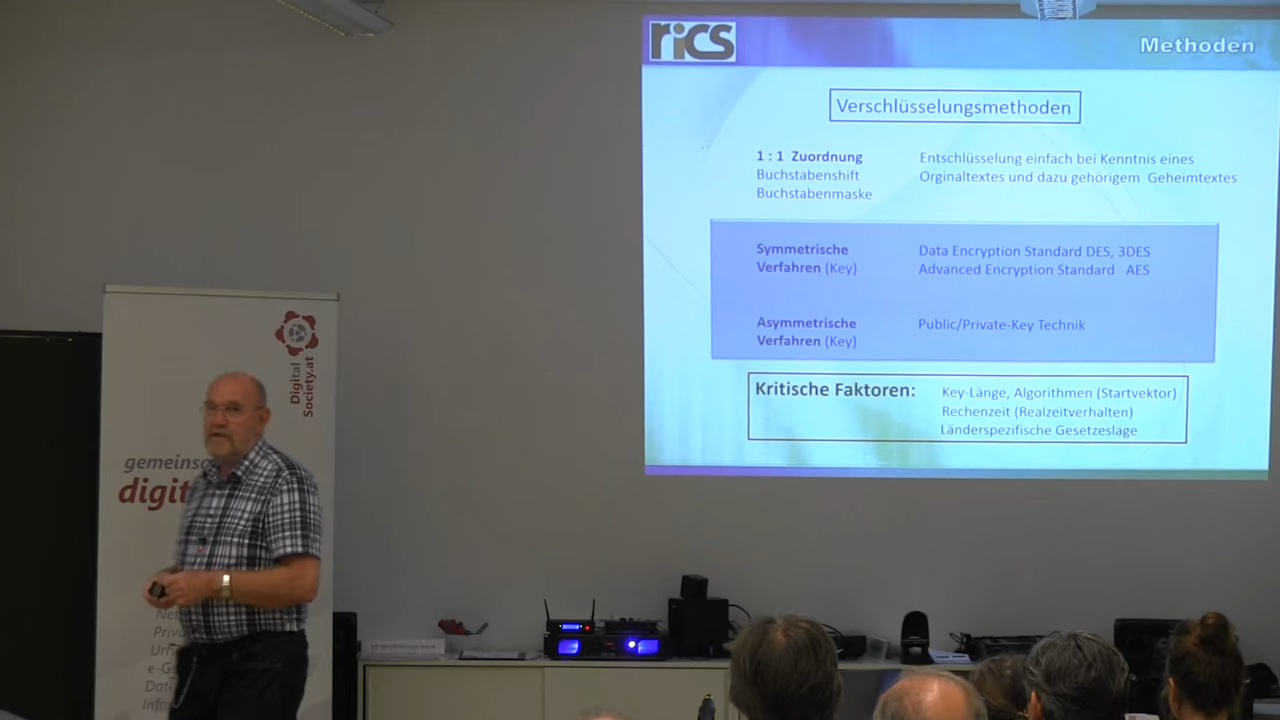 rics
Methoden
Verschlüsselungsmethoden
1 : 1 Zuordnung
Buchstabenshift
Buchstabenmaske
Entschlüsselung einfach bei Kenntnis eines
Orginaltextes und dazu gehörigem Geheimtextes
Symmetrische
Verfahren (Key)
Data Encryption Standard DES, 3DES
Advanced Encryption Standard AES
Asymmetrische
Verfahren (Key)
Public/Private-Key Technik
Kritische Faktoren:
Key-Länge, Algorithmen (Startvektor)
Rechenzeit (Realzeitverhalten)
Länderspezifische Gesetzeslage
Digital
Society.at
gemeinsc
digit